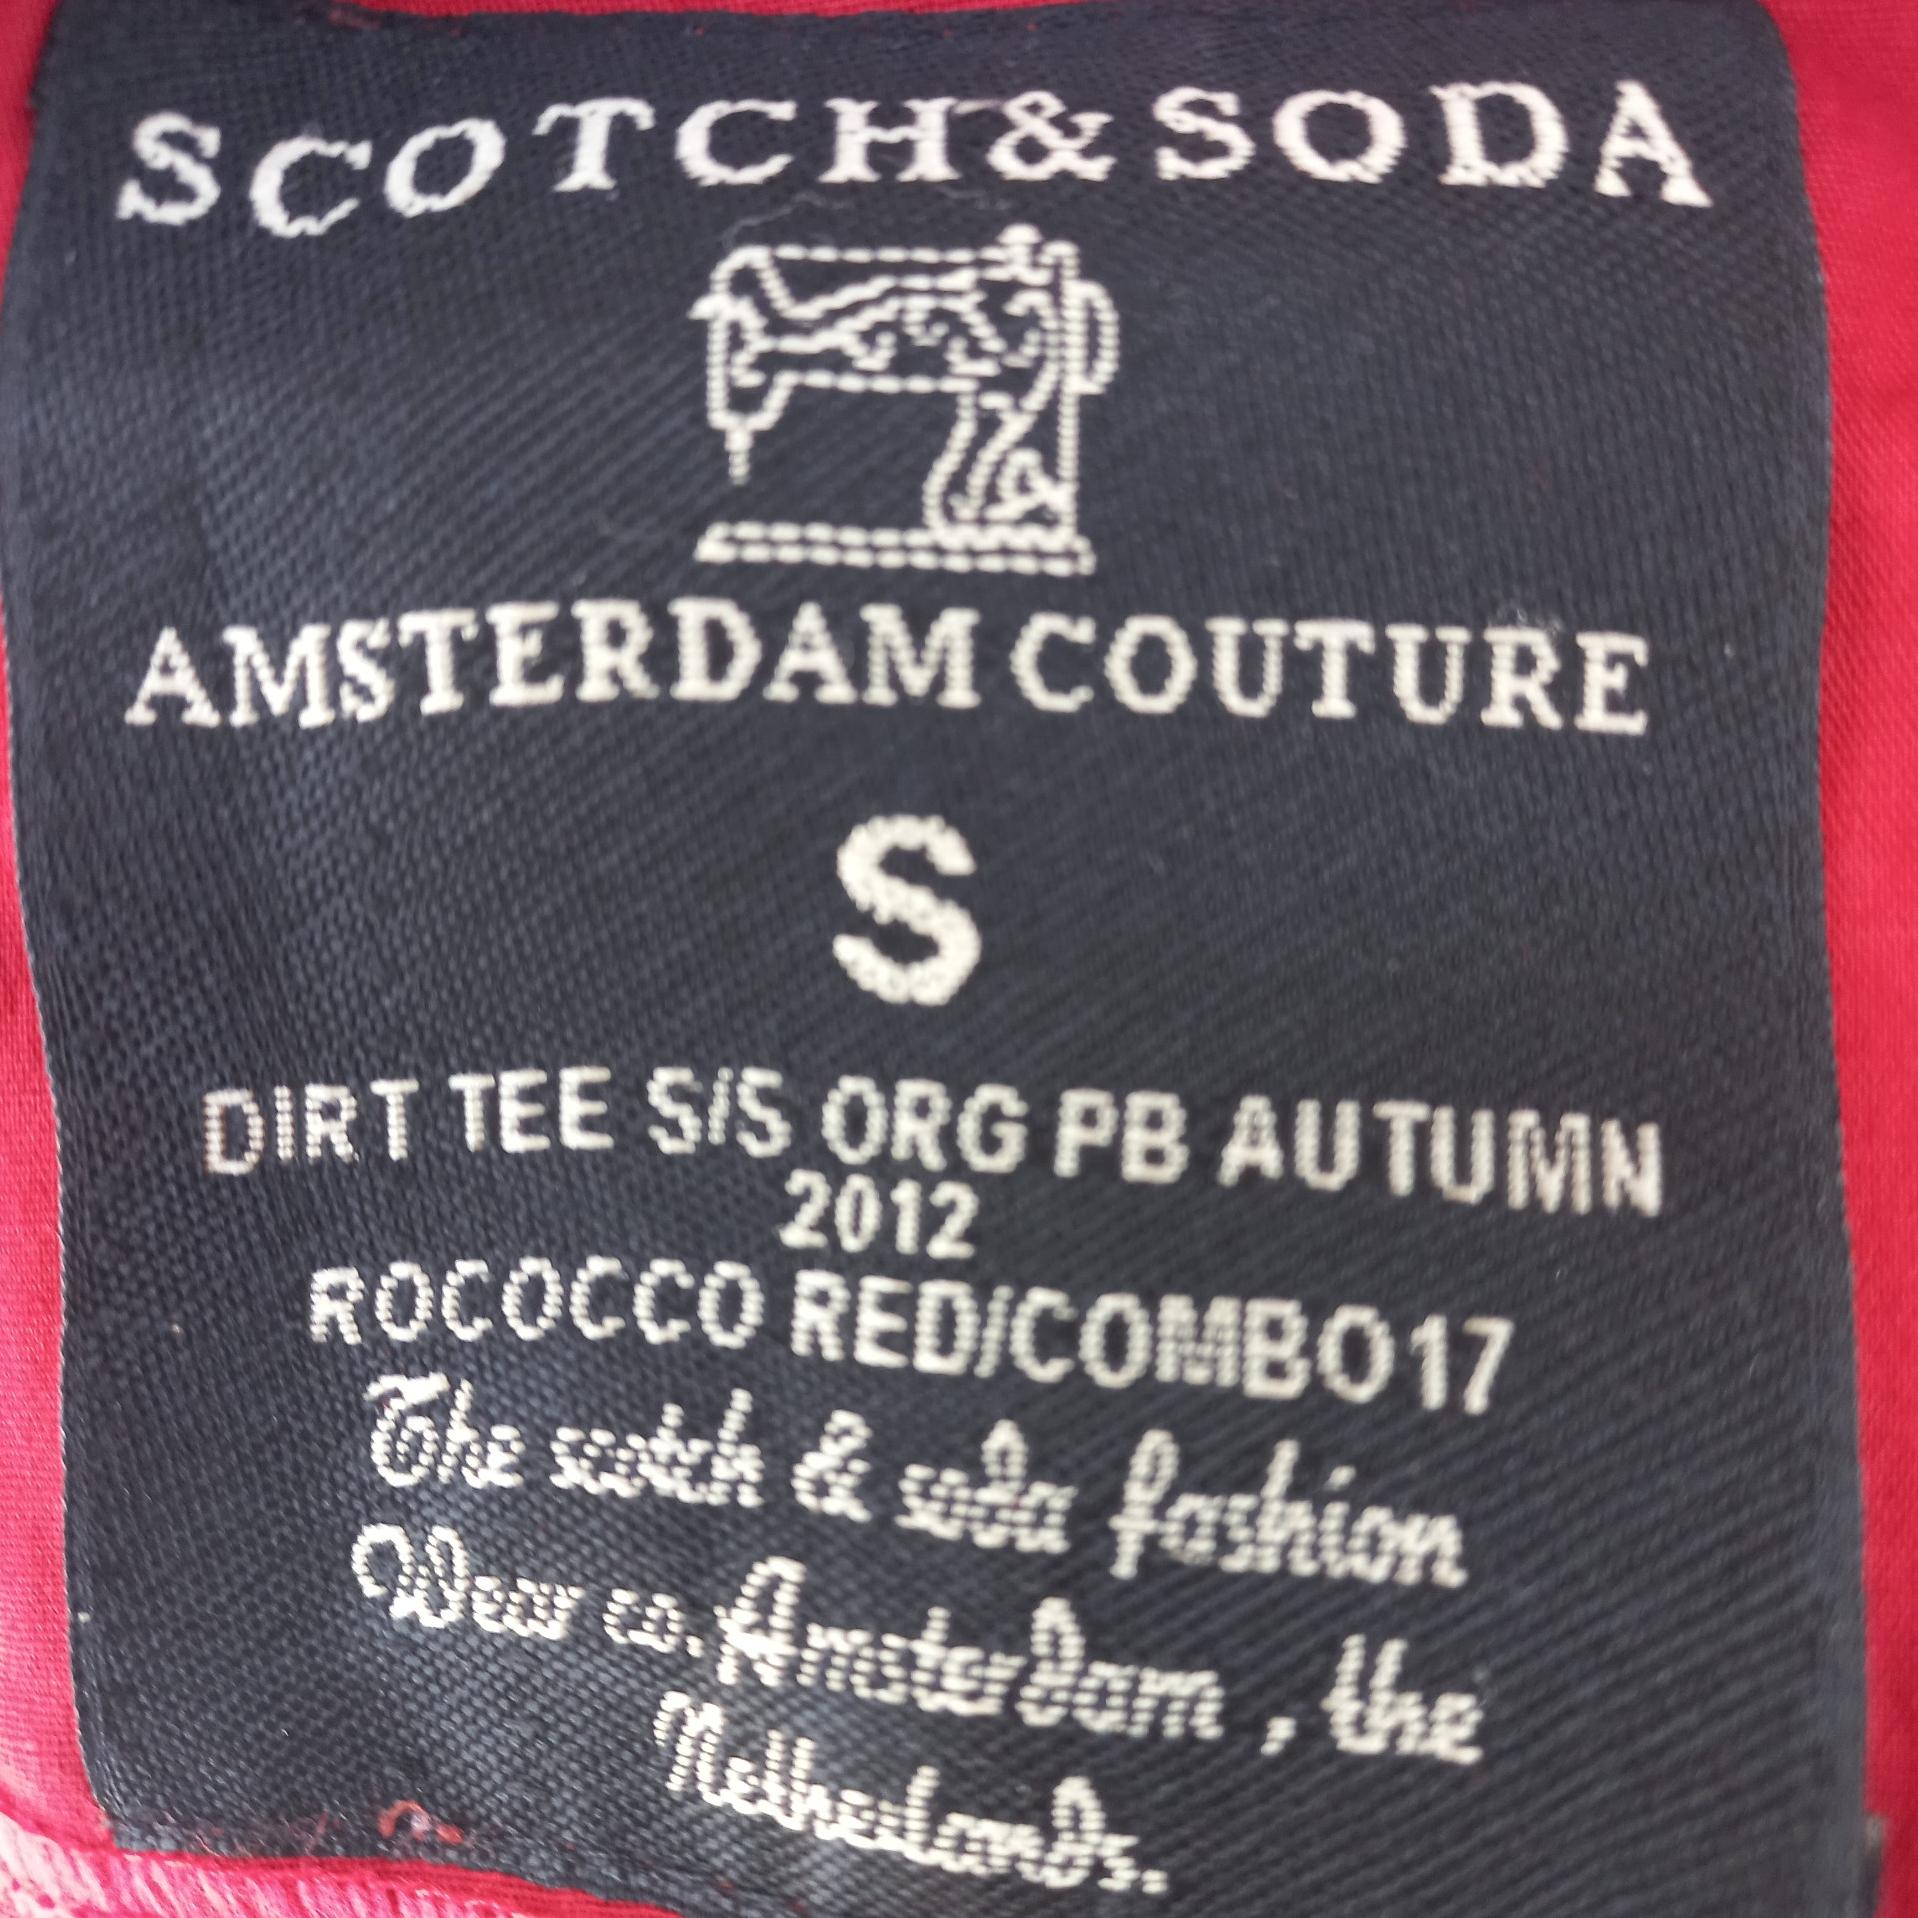 SCOTCH & SODA
AMSTERDAM COUTURE
S
DIRT TEE S/S ORG PB AUTUMN
2012
ROCOCCO RED/COMBO17
The scotch & soda fashion
Wear co. Amsterdam, the
Netherlands.